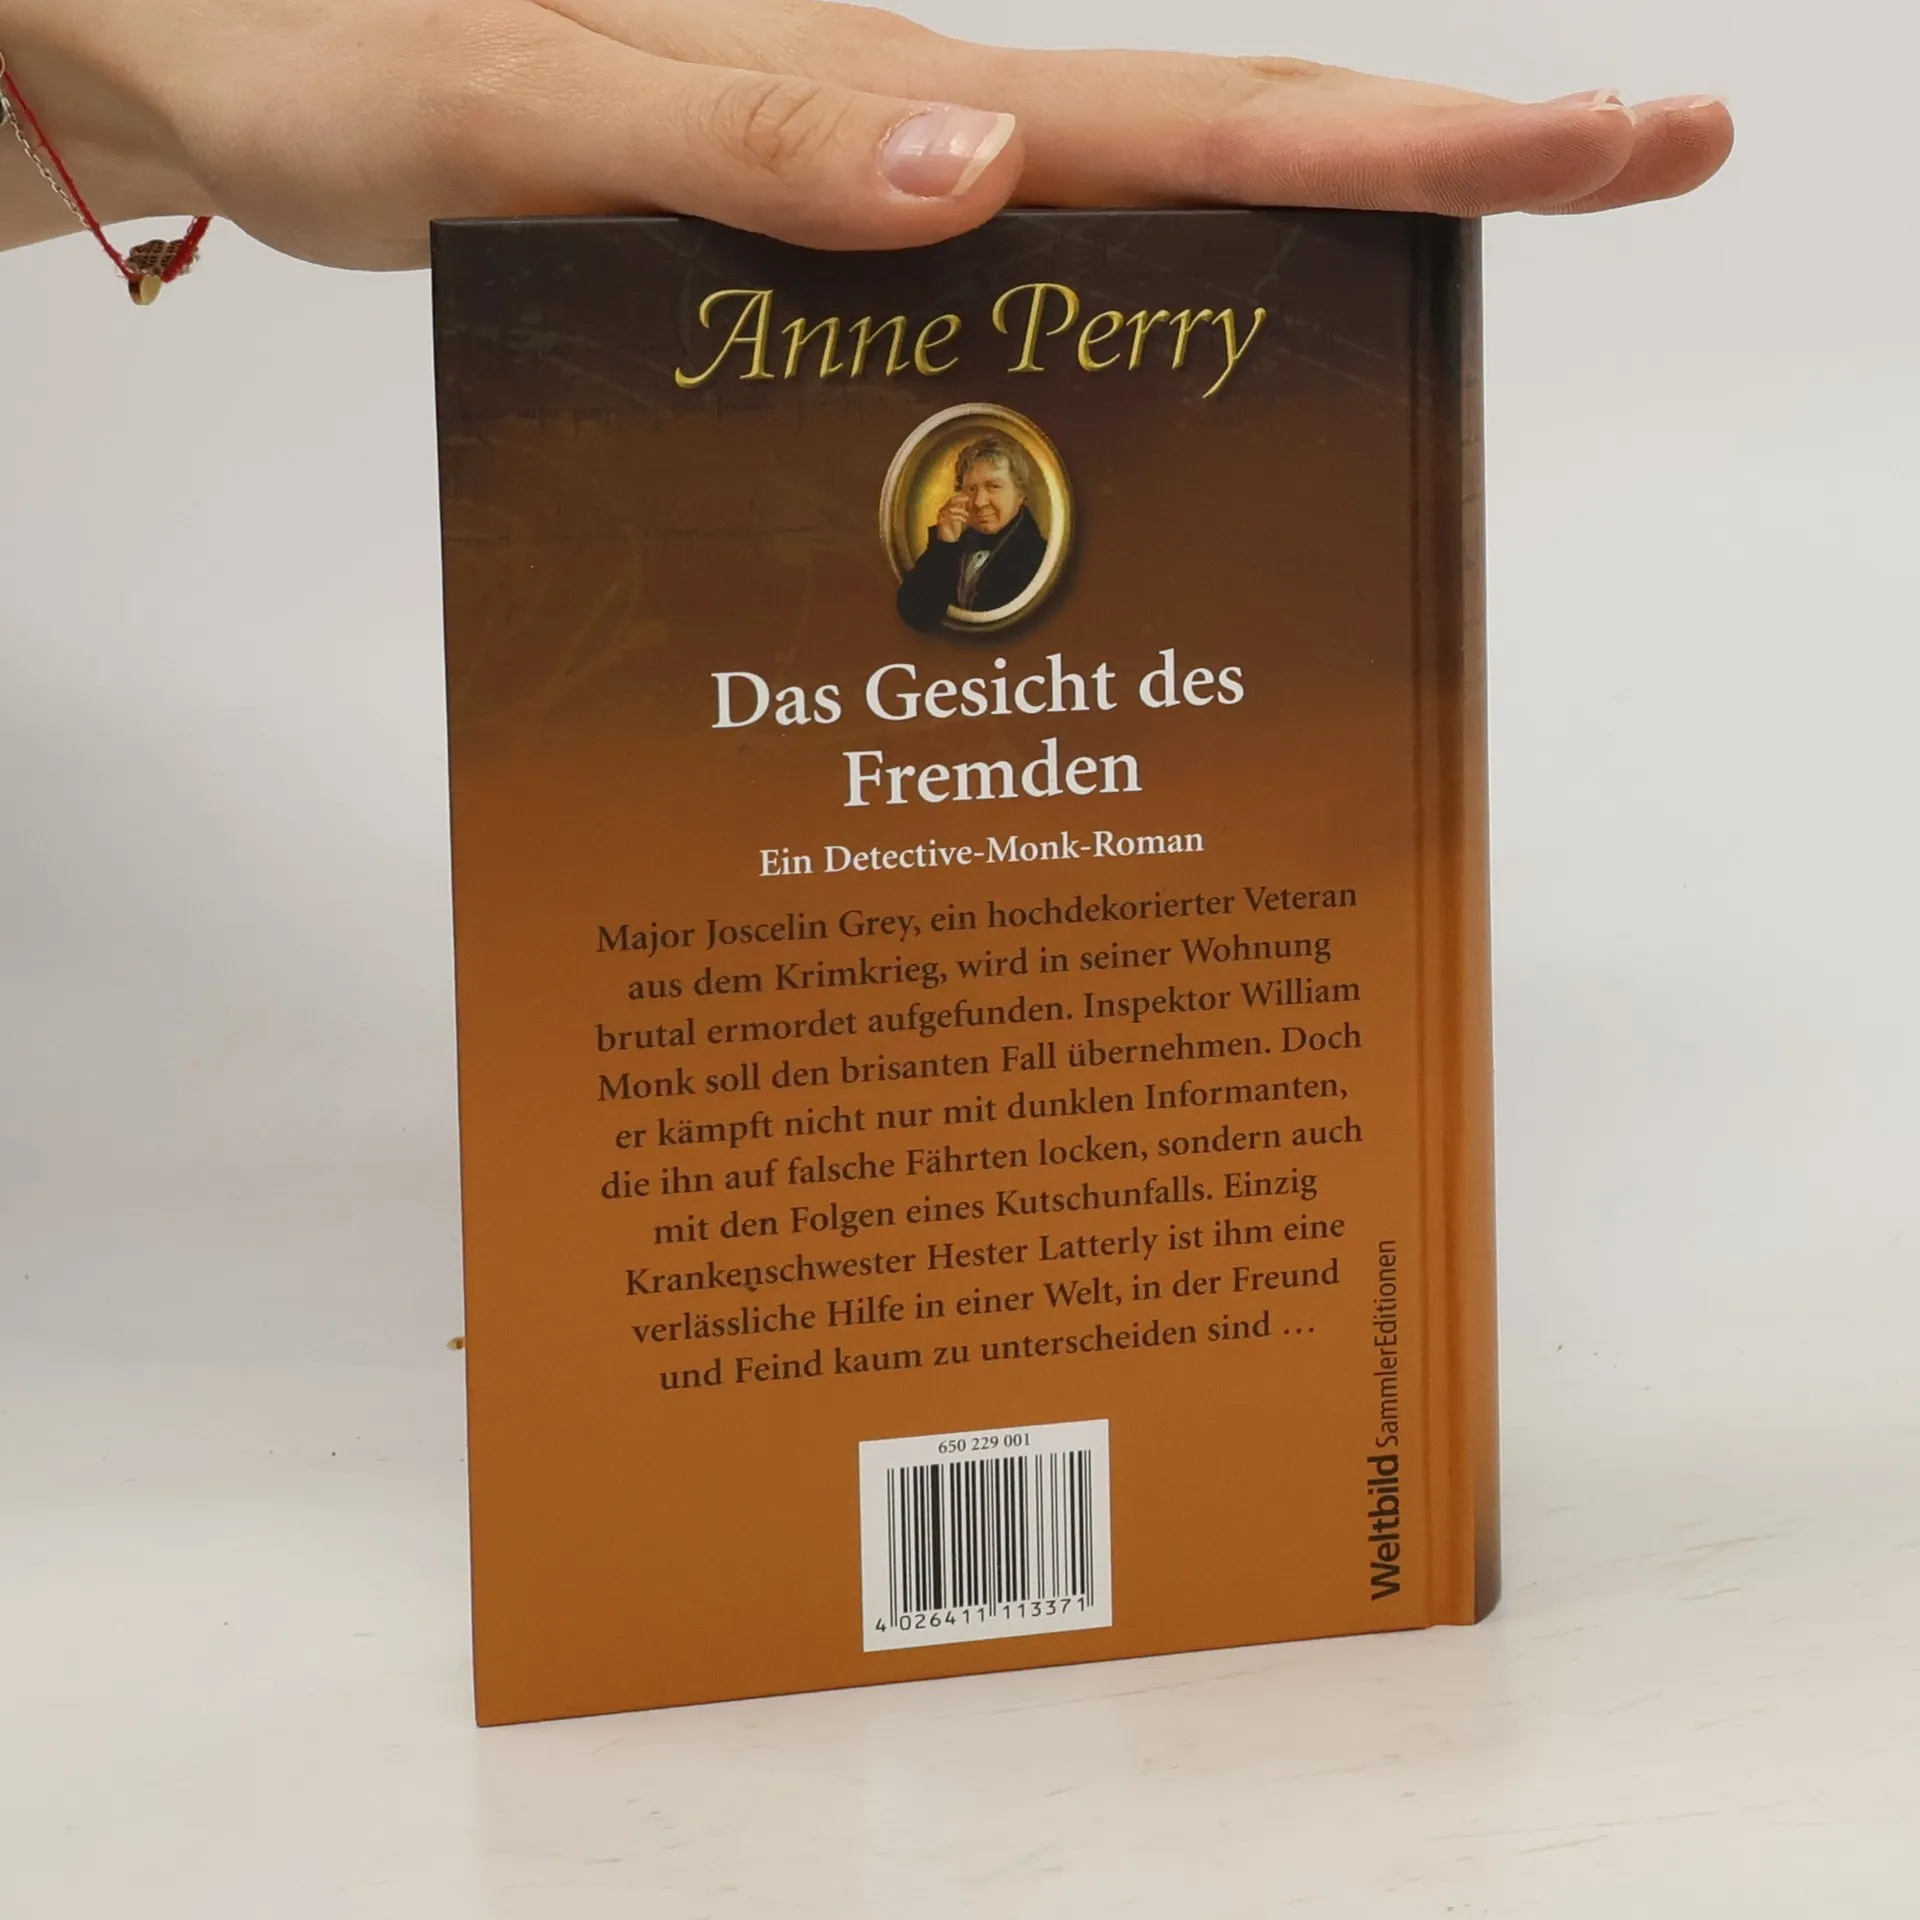 Anne Perry
Das Gesicht des
Fremden
Ein Detective-Monk-Roman
Major Joscelin Grey, ein hochdekorierter Veteran
aus dem Krimkrieg, wird in seiner Wohnung
brutal ermordet aufgefunden. Inspektor William
Monk soll den brisanten Fall übernehmen. Doch
er kämpft nicht nur mit dunklen Informanten,
die ihn auf falsche Fährten locken, sondern auch
mit den Folgen eines Kutschunfalls. Einzig
Krankenschwester Hester Latterly ist ihm eine
verlässliche Hilfe in einer Welt, in der Freund
und Feind kaum zu unterscheiden sind ...
Weltbild SammlerEditionen
650 229 001
4 026411 113371